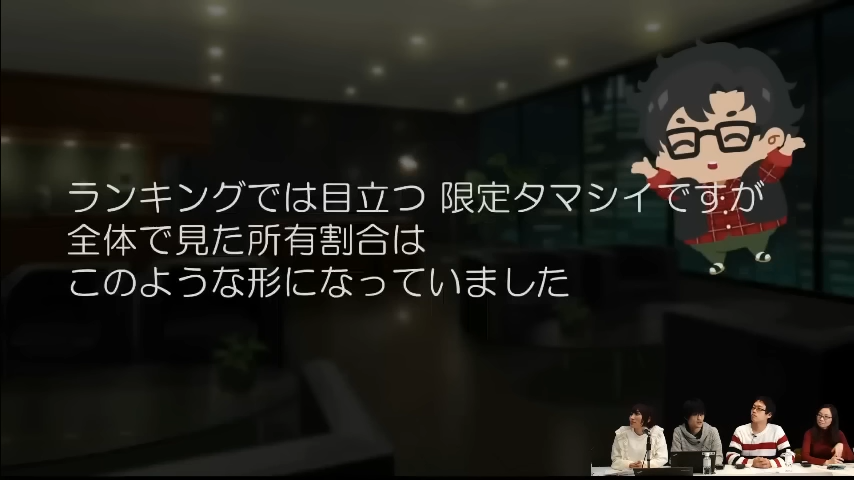 ランキングでは目立つ 限定タマシイですが
全体で見た所有割合は
このような形になっていました